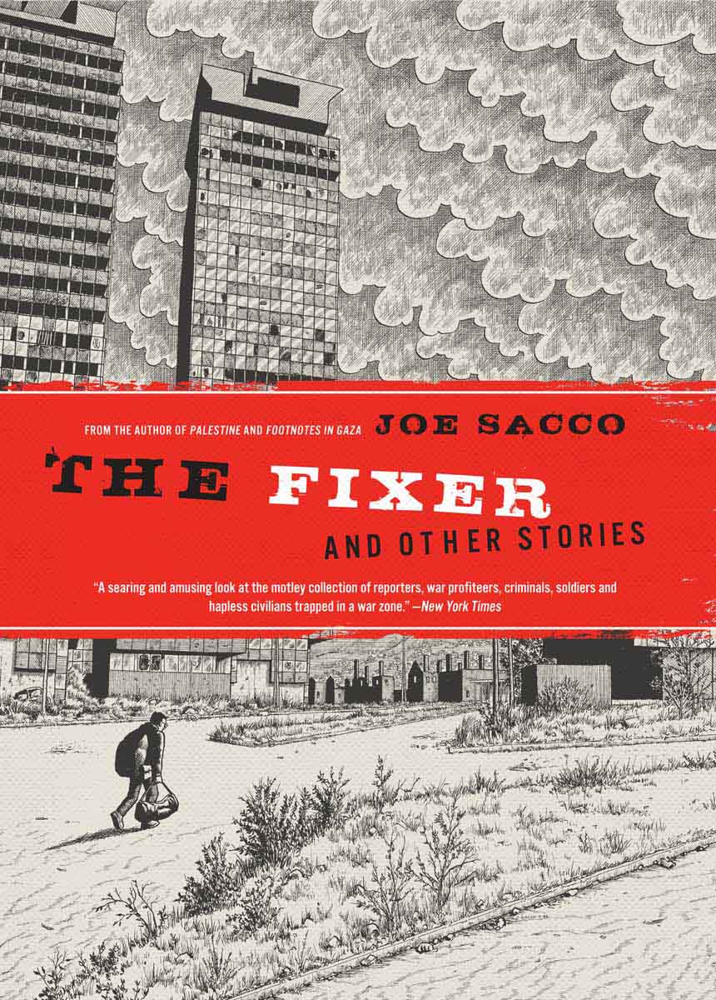 FROM THE AUTHOR OF PALESTINE AND FOOTNOTES IN GAZA JOE SACCO
THE FIXER
AND OTHER STORIES
“A searing and amusing look at the motley collection of reporters, war profiteers, criminals, soldiers and
hapless civilians trapped in a war zone.” —New York Times